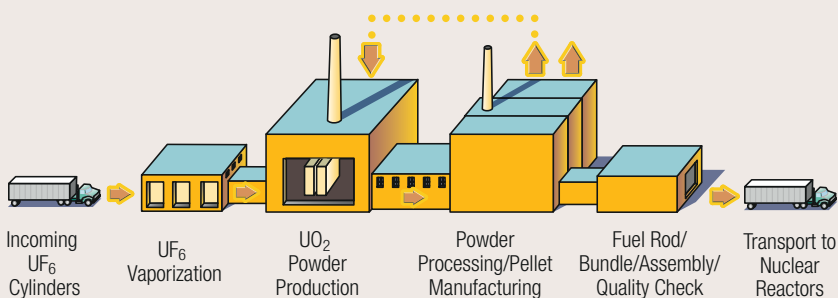 Incoming
UF₆
Cylinders
UF₆
Vaporization
UO₂
Powder
Production
Powder
Processing/Pellet
Manufacturing
Fuel Rod/
Bundle/Assembly/
Quality Check
Transport to
Nuclear
Reactors